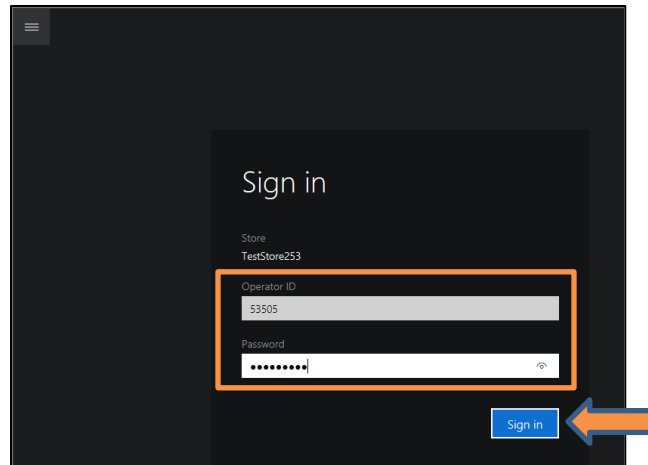 Sign in
Store
TestStore253
Operator ID
53505
Password
•••••••••
Sign in